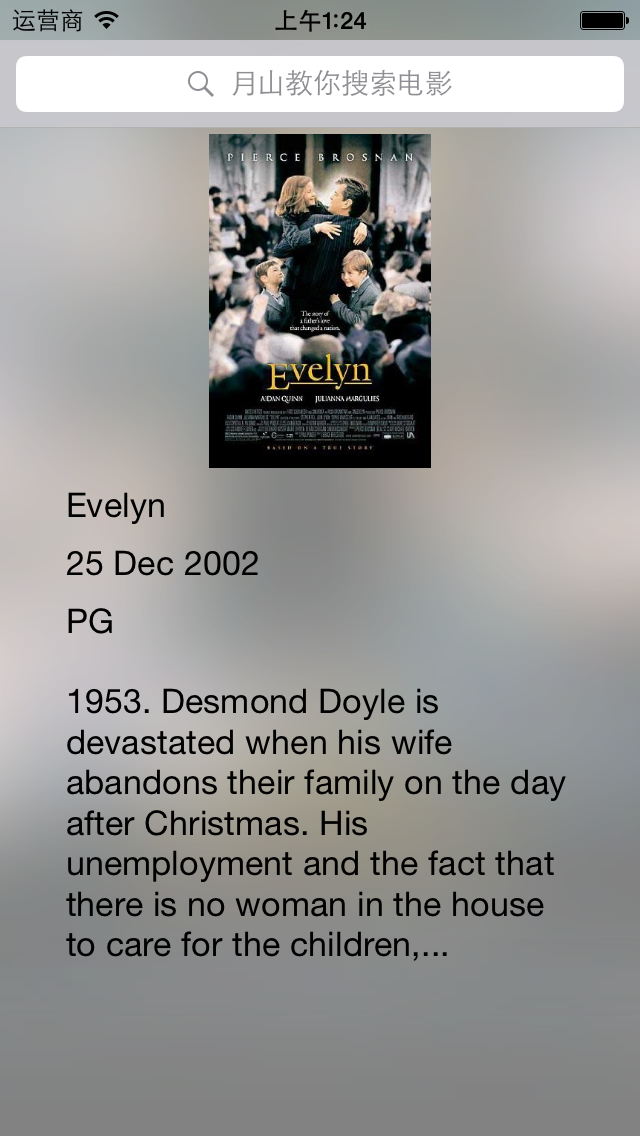 运营商
上午1:24
月山教你搜索电影
PIERCE BROSNAN
The story of
a father's love
that changed a nation.
Evelyn
AIDAN QUINN JULIANNA MARGULIES
BASED ON A TRUE STORY
Evelyn
25 Dec 2002
PG
1953. Desmond Doyle is
devastated when his wife
abandons their family on the day
after Christmas. His
unemployment and the fact that
there is no woman in the house
to care for the children,...